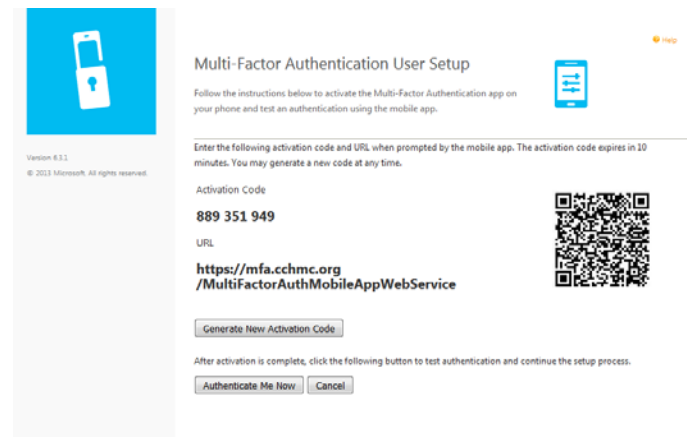 Help
Multi-Factor Authentication User Setup
Follow the instructions below to activate the Multi-Factor Authentication app on
your phone and test an authentication using the mobile app.
Enter the following activation code and URL when prompted by the mobile app. The activation code expires in 10
minutes. You may generate a new code at any time.
Version 6.3.1
© 2013 Microsoft. All rights reserved.
Activation Code
889 351 949
URL
https://mfa.cchmc.org
/MultiFactorAuthMobileAppWebService
Generate New Activation Code
After activation is complete, click the following button to test authentication and continue the setup process.
Authenticate Me Now Cancel